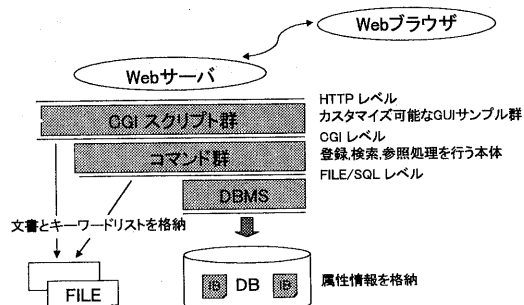 Webブラウザ
Webサーバ
HTTP レベル
カスタマイズ可能なGUIサンプル群
CGI スクリプト群
CGI レベル
登録,検索,参照処理を行う本体
コマンド群
FILE/SQL レベル
DBMS
文書とキーワードリストを格納
FILE
IB
DB
IB
属性情報を格納